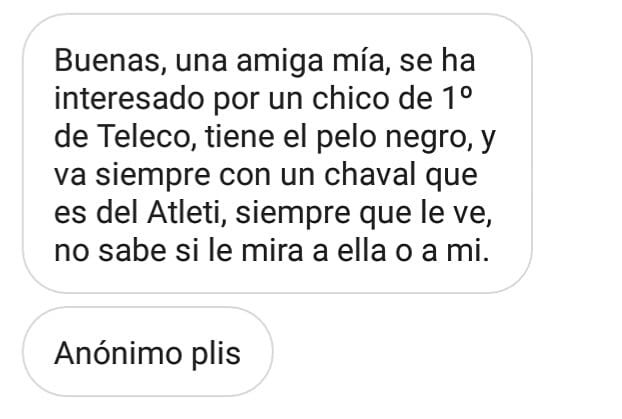 Buenas, una amiga mía, se ha
interesado por un chico de 1º
de Teleco, tiene el pelo negro, y
va siempre con un chaval que
es del Atleti, siempre que le ve,
no sabe si le mira a ella o a mi.
Anónimo plis